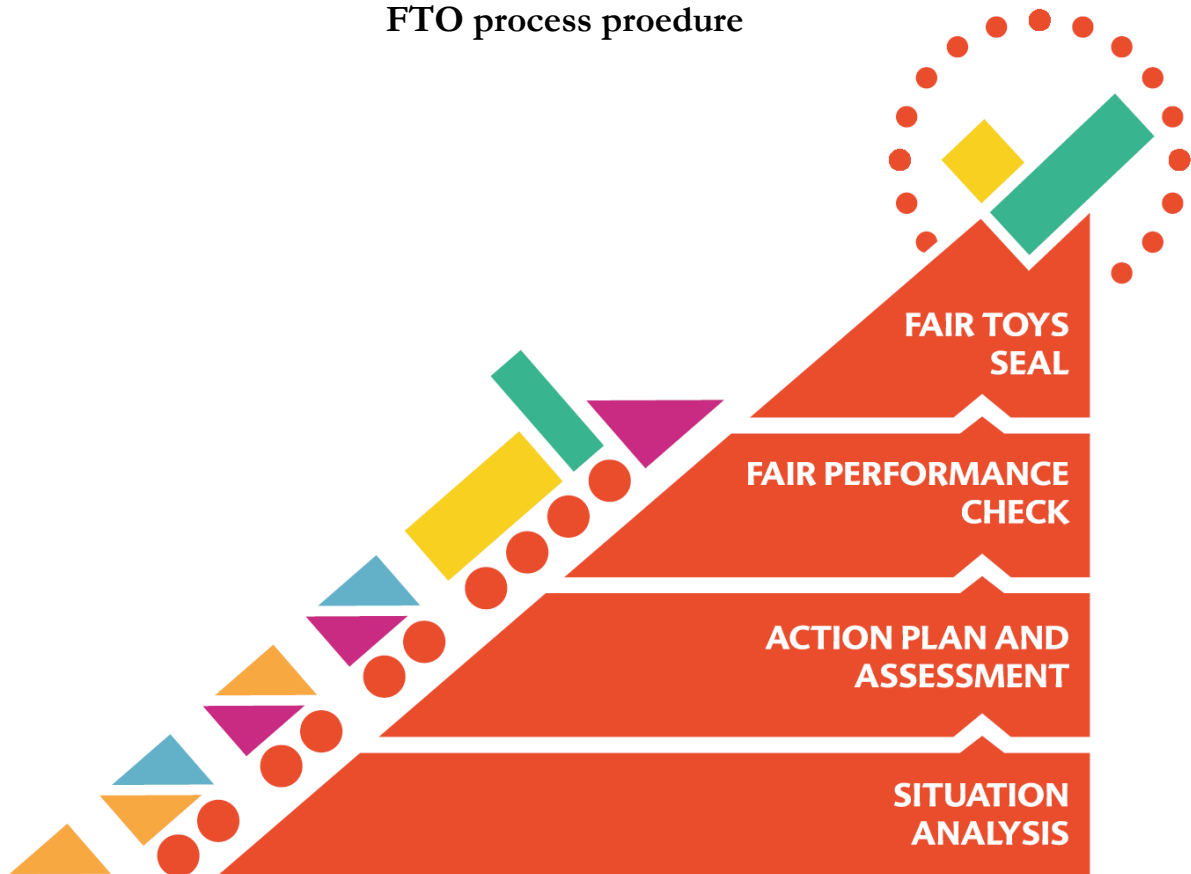 FTO process proedure
FAIR TOYS
SEAL
FAIR PERFORMANCE
CHECK
ACTION PLAN AND
ASSESSMENT
SITUATION
ANALYSIS